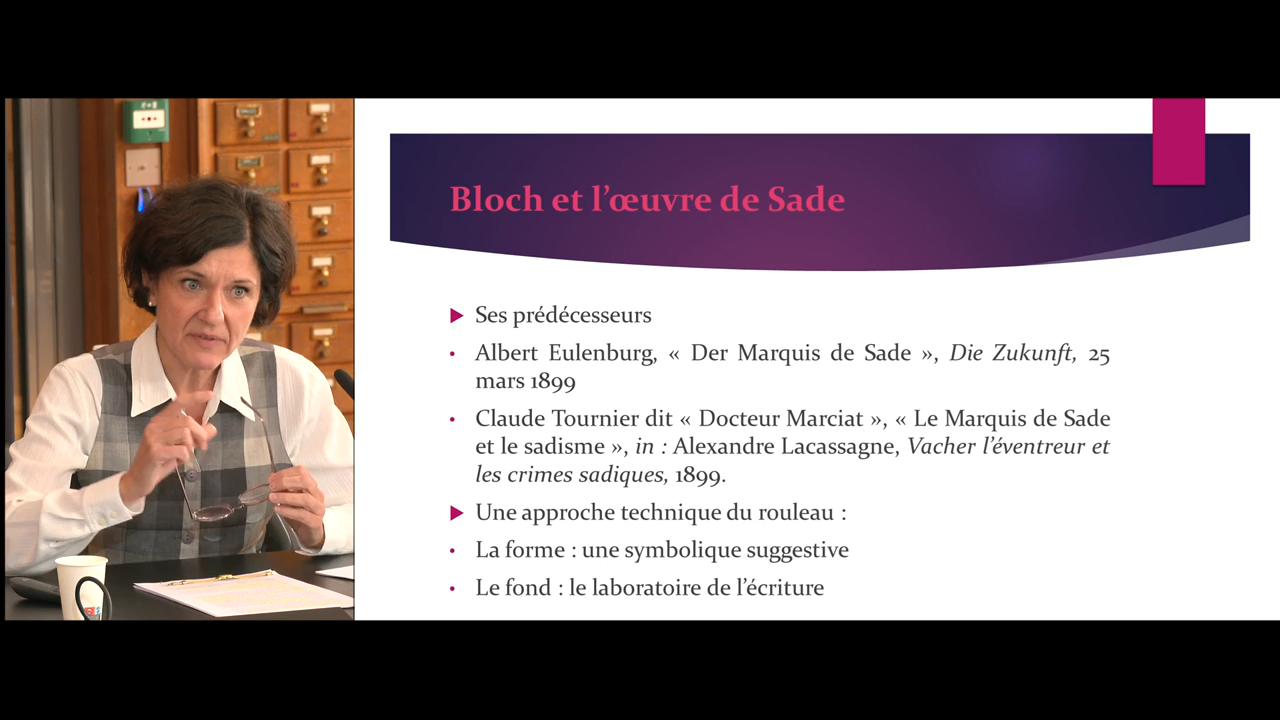 Bloch et l’œuvre de Sade
Ses prédécesseurs
Albert Eulenburg, « Der Marquis de Sade », Die Zukunft, 25
mars 1899
Claude Tournier dit « Docteur Marciat », « Le Marquis de Sade
et le sadisme », in : Alexandre Lacassagne, Vacher l’éventreur et
les crimes sadiques, 1899.
Une approche technique du rouleau :
La forme : une symbolique suggestive
Le fond : le laboratoire de l’écriture